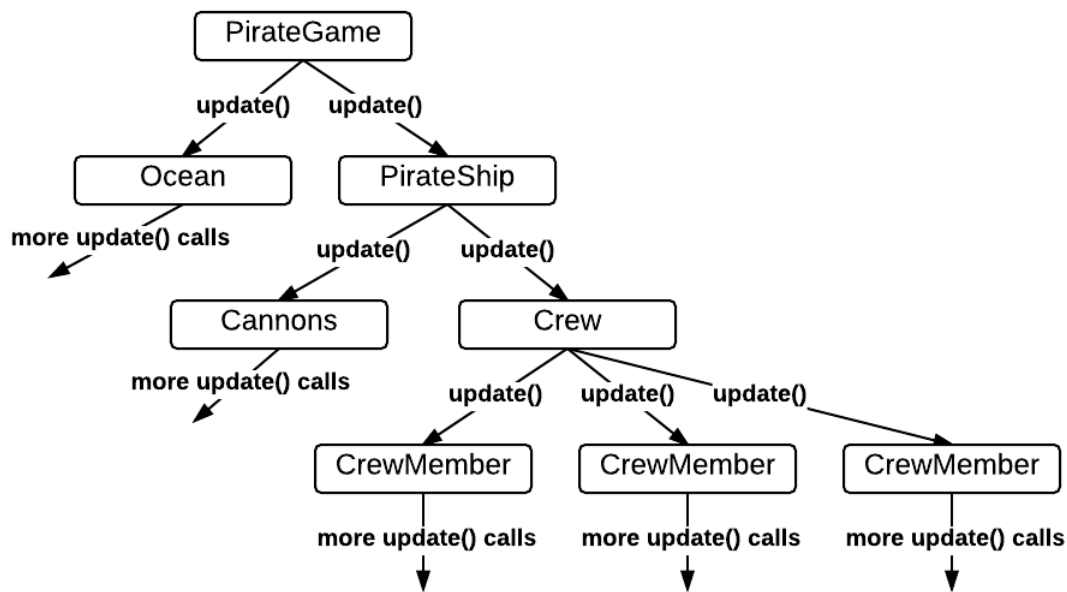 PirateGame
update() update()
Ocean PirateShip
more update() calls
update() update()
Cannons Crew
more update() calls
update() update() update()
CrewMember CrewMember CrewMember
more update() calls more update() calls more update() calls